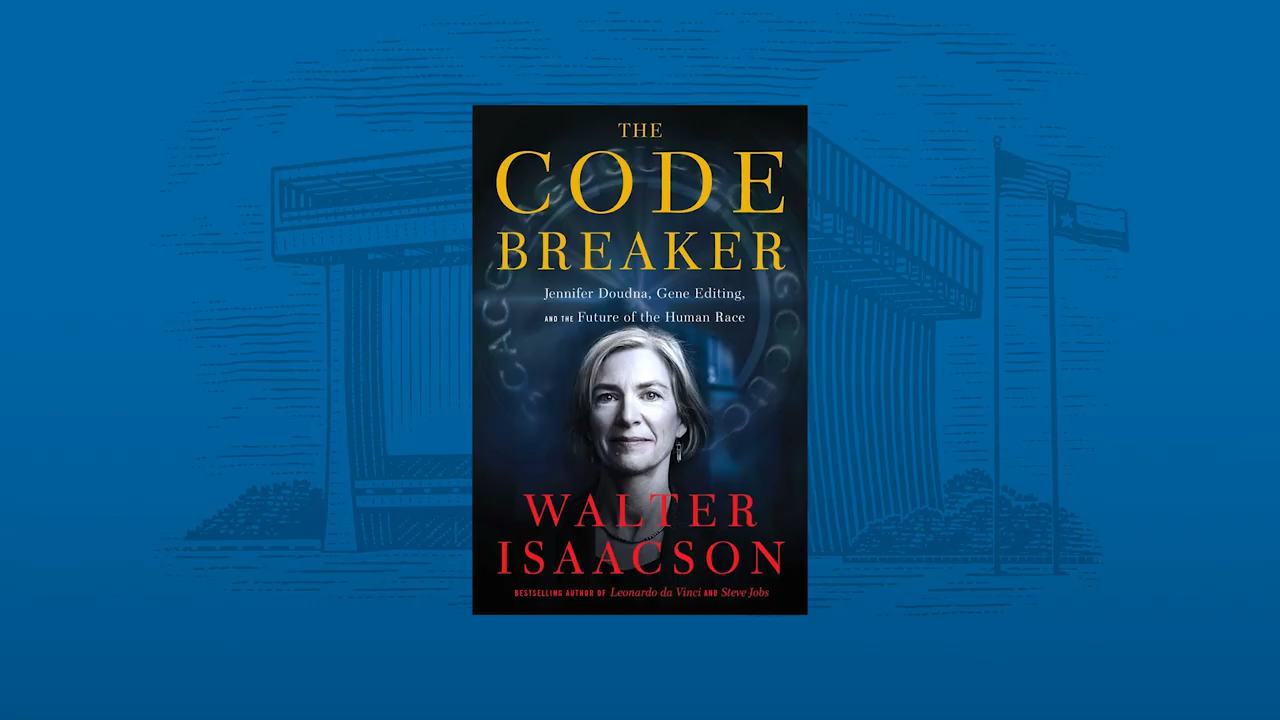 THE
CODE
BREAKER
Jennifer Doudna, Gene Editing,
AND THE Future of the Human Race
WALTER
ISAACSON
BESTSELLING AUTHOR OF Leonardo da Vinci AND Steve Jobs